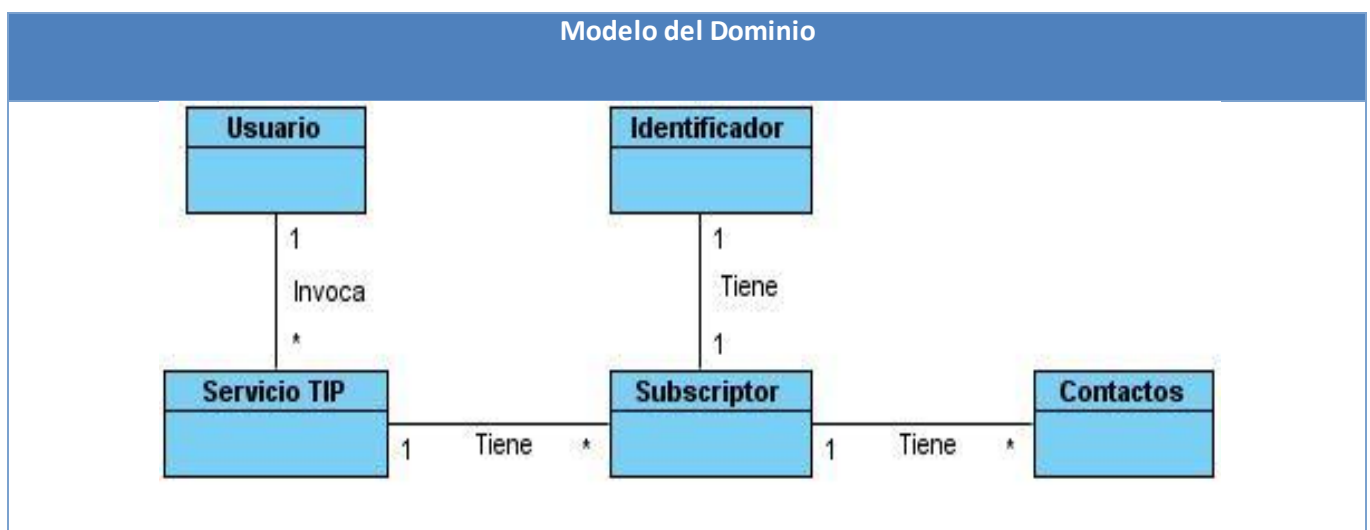 Modelo del Dominio
Usuario
Identificador
1
Invoca
*
1
Tiene
1
Servicio TIP
Subscriptor
Contactos
1 Tiene *
1 Tiene *